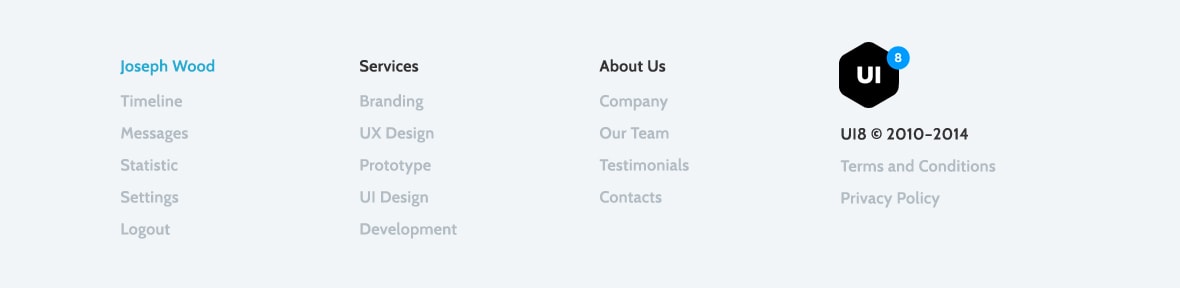 Joseph Wood
Timeline
Messages
Statistic
Settings
Logout
Services
Branding
UX Design
Prototype
UI Design
Development
About Us
Company
Our Team
Testimonials
Contacts
UI
8
UI8 © 2010–2014
Terms and Conditions
Privacy Policy